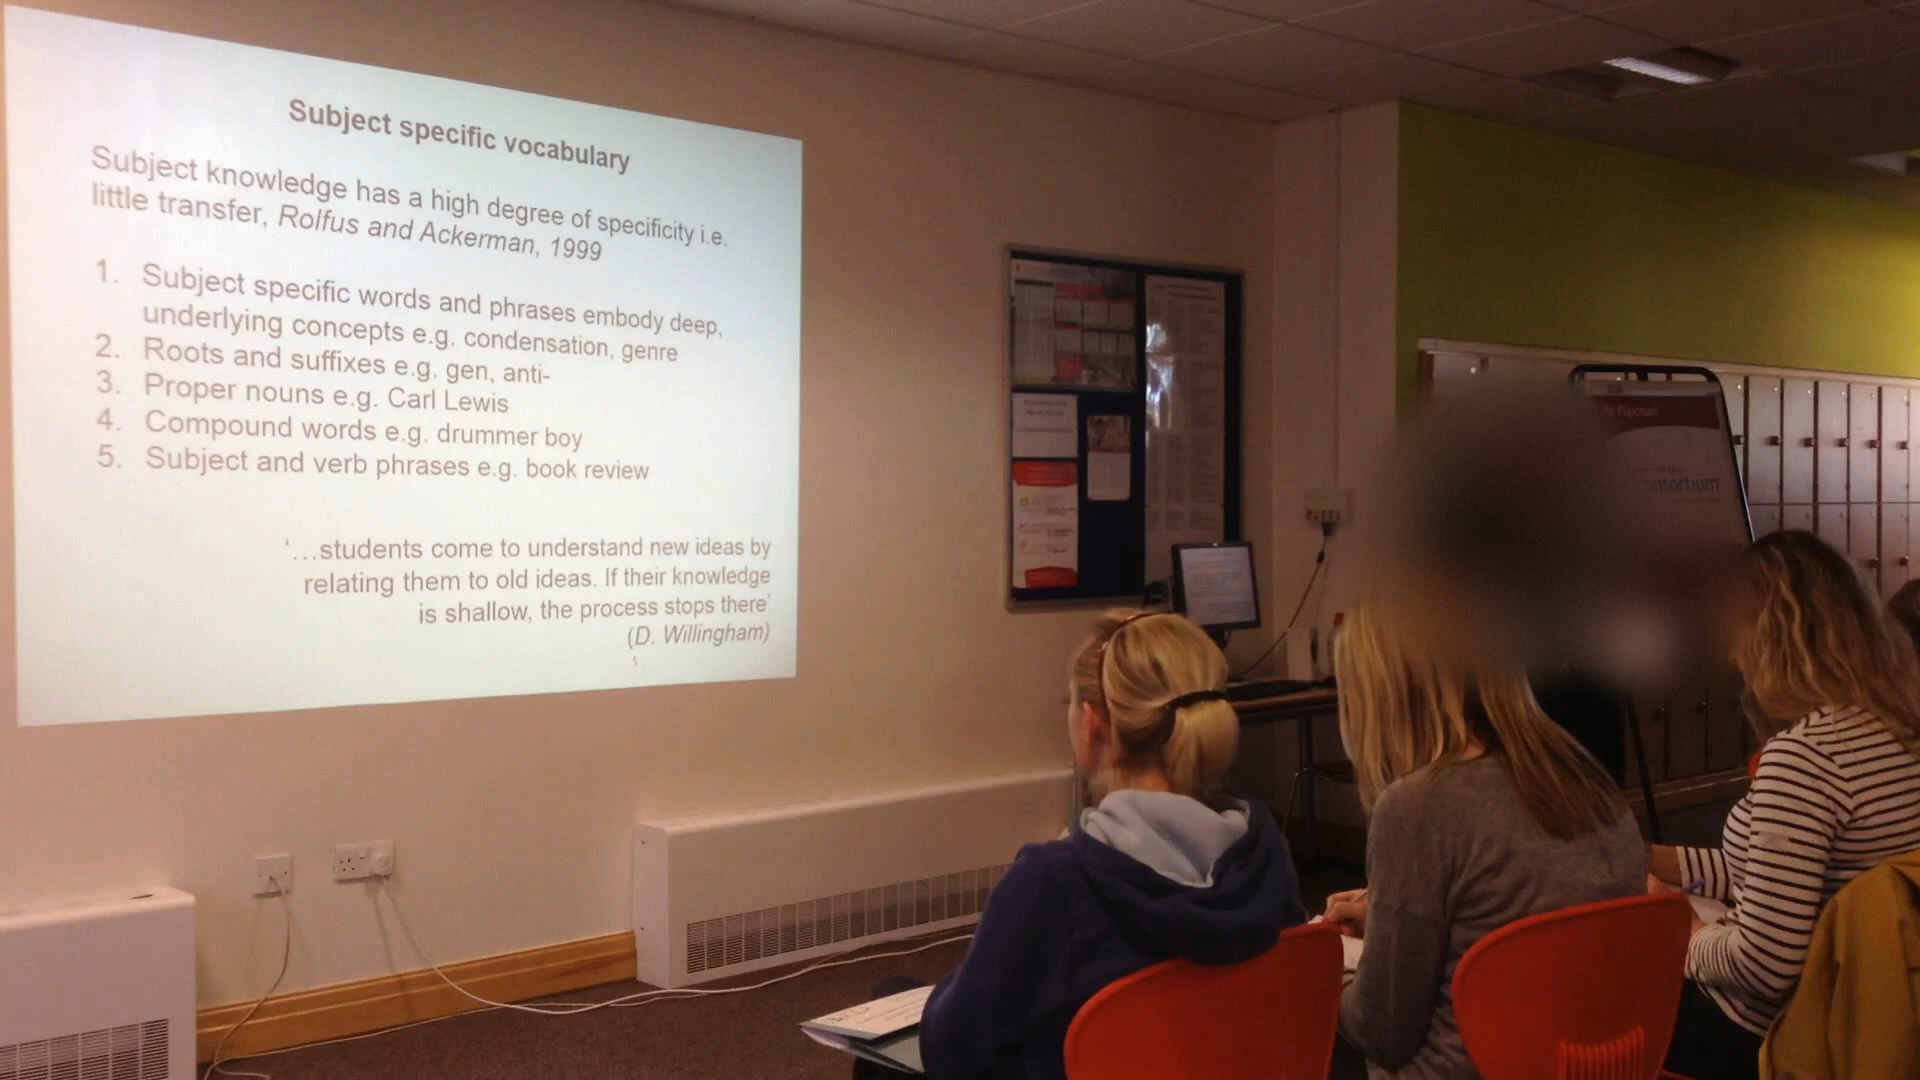 Subject specific vocabulary
Subject knowledge has a high degree of specificity i.e.
little transfer, Rolfus and Ackerman, 1999
1. Subject specific words and phrases embody deep,
underlying concepts e.g. condensation, genre
2. Roots and suffixes e.g. gen, anti-
3. Proper nouns e.g. Carl Lewis
4. Compound words e.g. drummer boy
5. Subject and verb phrases e.g. book review
‘…students come to understand new ideas by
relating them to old ideas. If their knowledge
is shallow, the process stops there’
(D. Willingham)
Flipchart
consortium